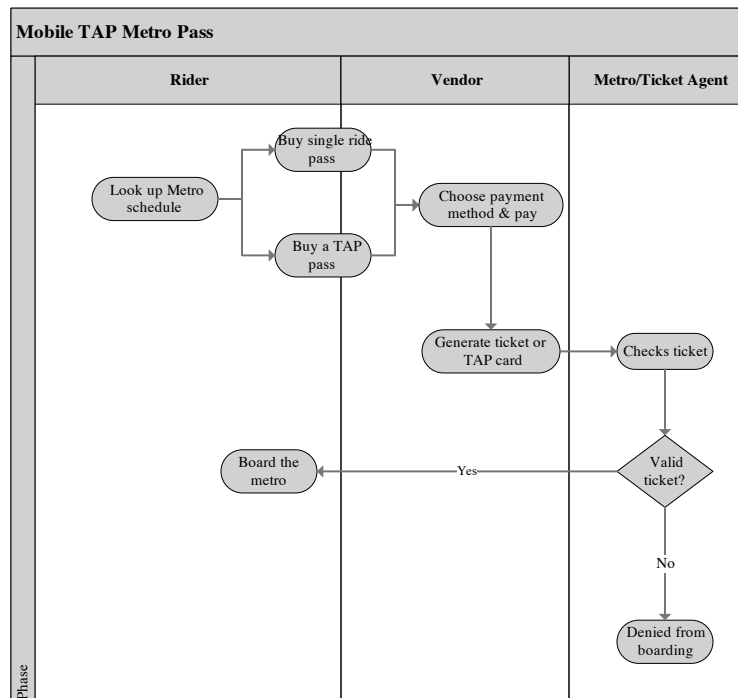 Mobile TAP Metro Pass
Rider
Vendor
Metro/Ticket Agent
Buy single ride
pass
Look up Metro
schedule
Choose payment
method & pay
Buy a TAP
pass
Generate ticket or
TAP card
Checks ticket
Board the
metro
Yes
Valid
ticket?
No
Denied from
boarding
Phase